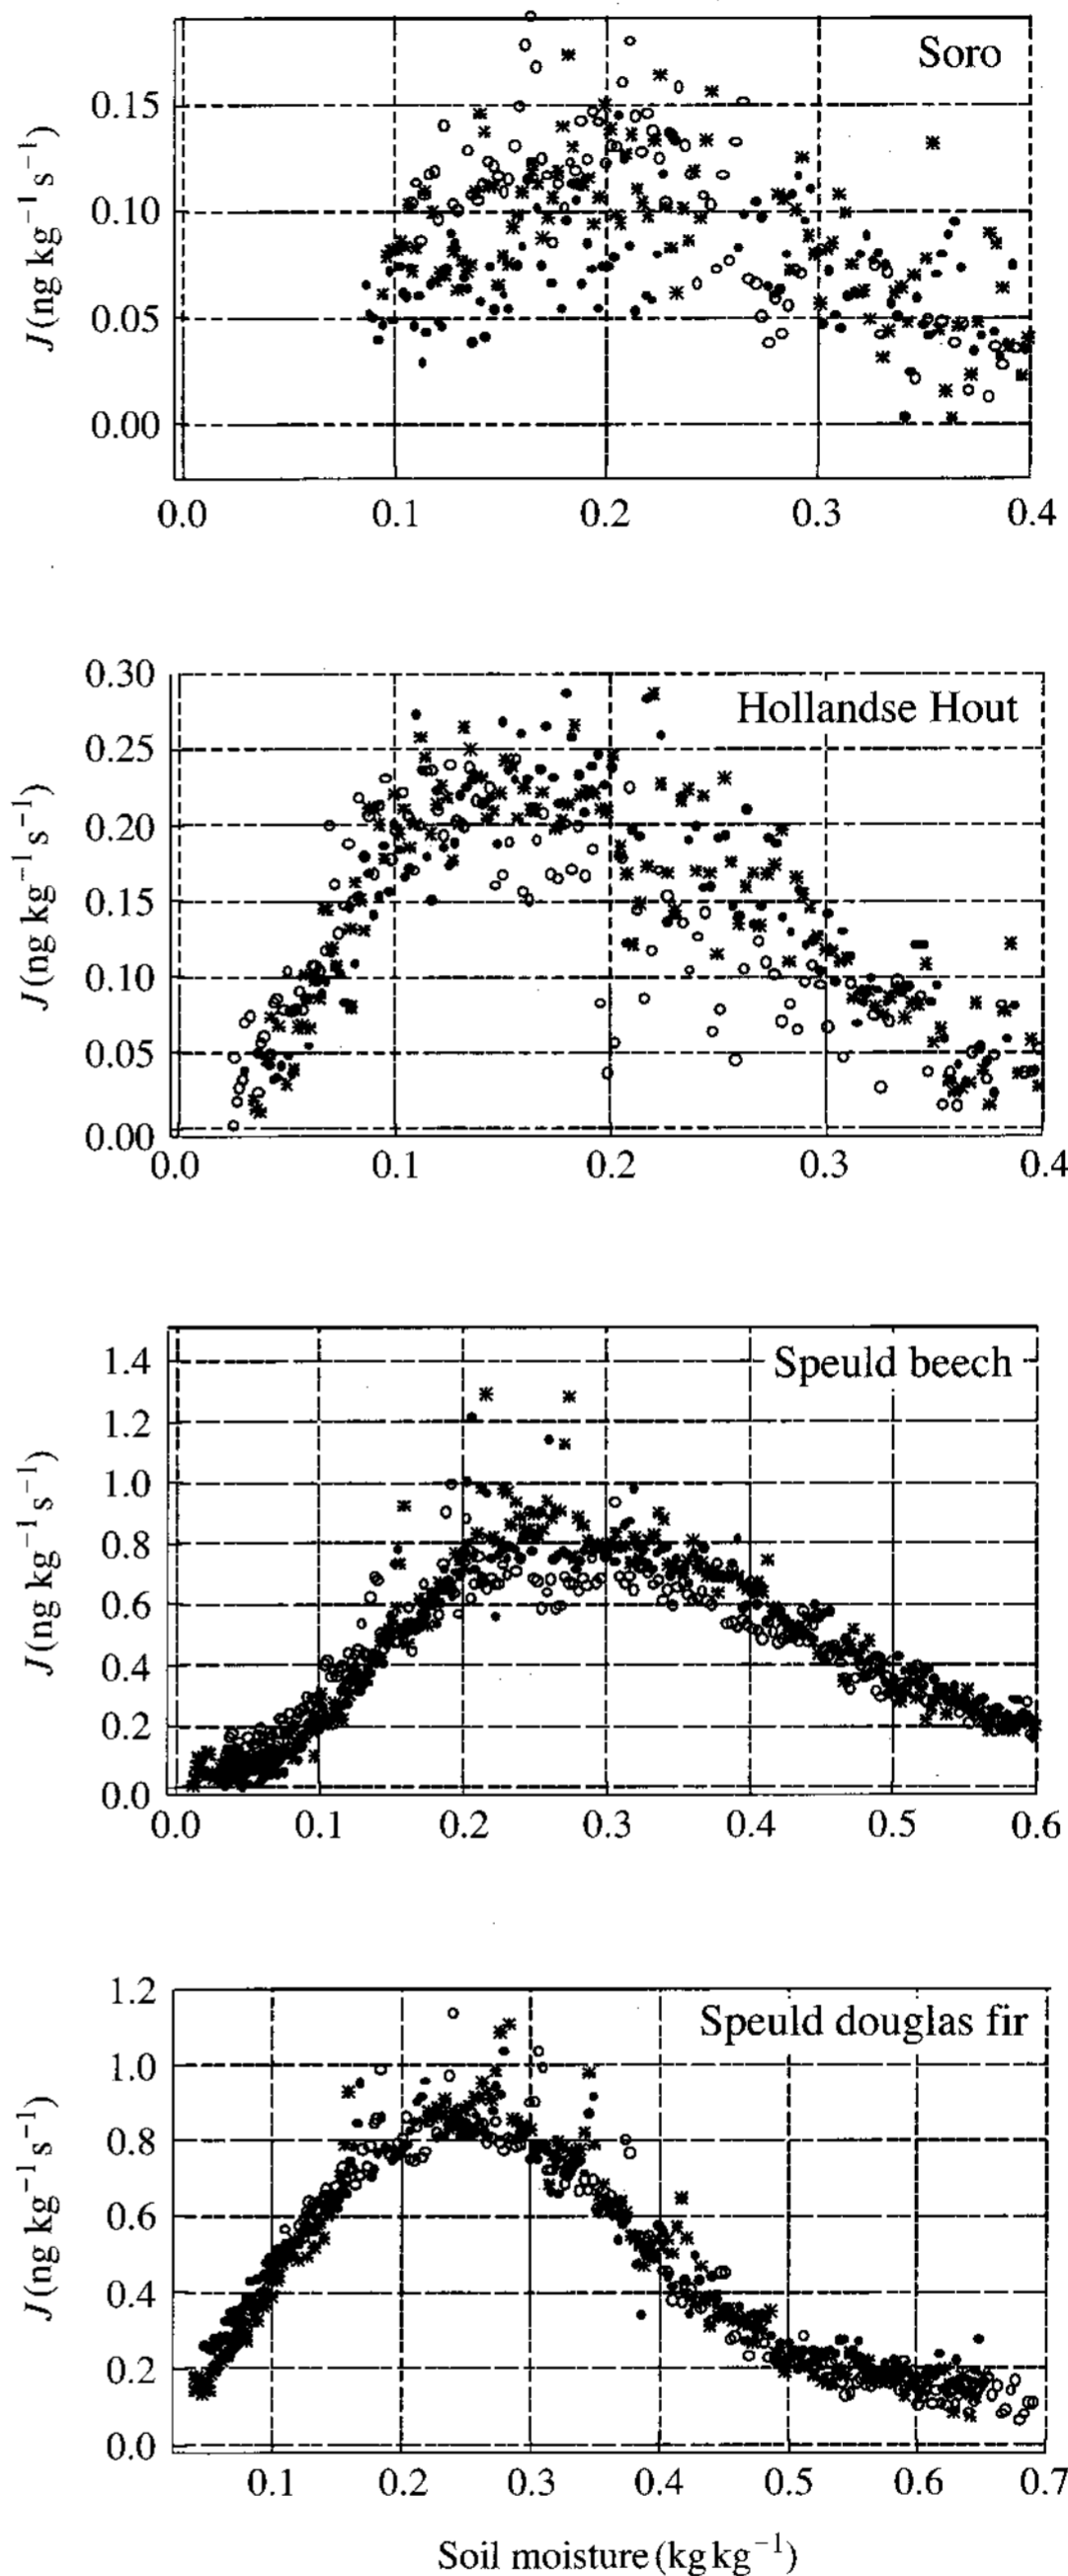 Soro
0.15
0.10
0.05
0.00
J (ng kg⁻¹ s⁻¹)
0.0 0.1 0.2 0.3 0.4
0.30
Hollandse Hout
0.25
0.20
0.15
0.10
0.05
0.00
J (ng kg⁻¹ s⁻¹)
0.0 0.1 0.2 0.3 0.4
Speuld beech
1.4
1.2
1.0
0.8
0.6
0.4
0.2
0.0
J (ng kg⁻¹ s⁻¹)
0.0 0.1 0.2 0.3 0.4 0.5 0.6
1.2
Speuld douglas fir
1.0
0.8
0.6
0.4
0.2
0.0
J (ng kg⁻¹ s⁻¹)
0.1 0.2 0.3 0.4 0.5 0.6 0.7
Soil moisture (kg kg⁻¹)